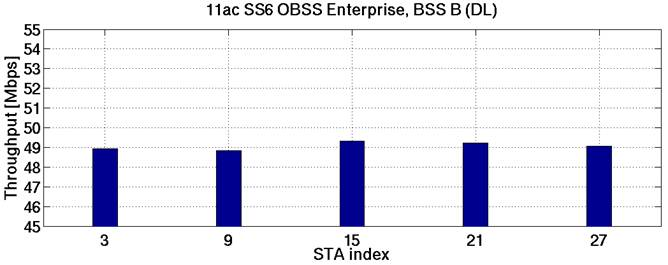 11ac SS6 OBSS Enterprise, BSS B (DL)
Throughput [Mbps]
55
54
53
52
51
50
49
48
47
46
45
3 9 15 21 27
STA index